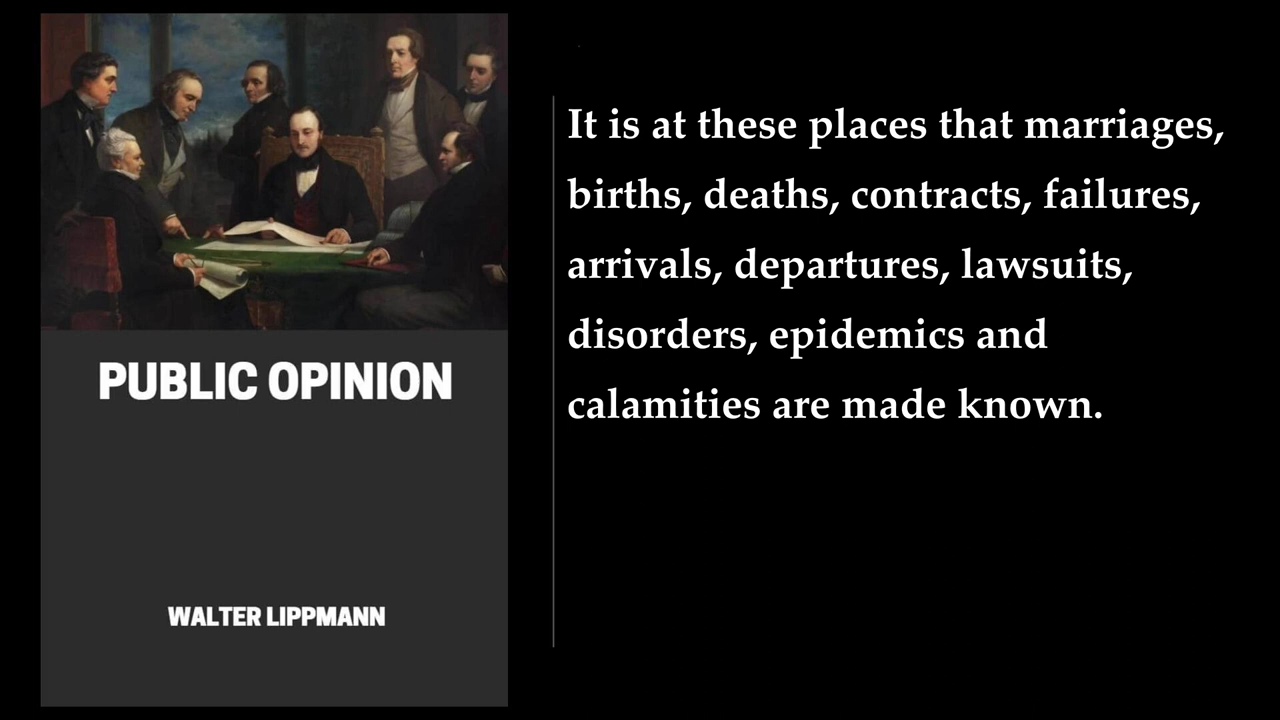 PUBLIC OPINION
WALTER LIPPMANN
It is at these places that marriages,
births, deaths, contracts, failures,
arrivals, departures, lawsuits,
disorders, epidemics and
calamities are made known.